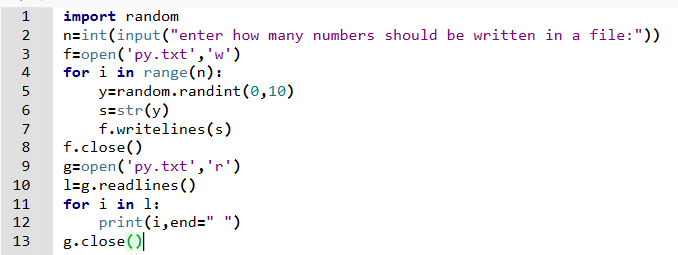 1 import random
2 n=int(input("enter how many numbers should be written in a file:"))
3 f=open('py.txt','w')
4 for i in range(n):
5     y=random.randint(0,10)
6     s=str(y)
7     f.writelines(s)
8 f.close()
9 g=open('py.txt','r')
10 l=g.readlines()
11 for i in l:
12     print(i,end=" ")
13 g.close()